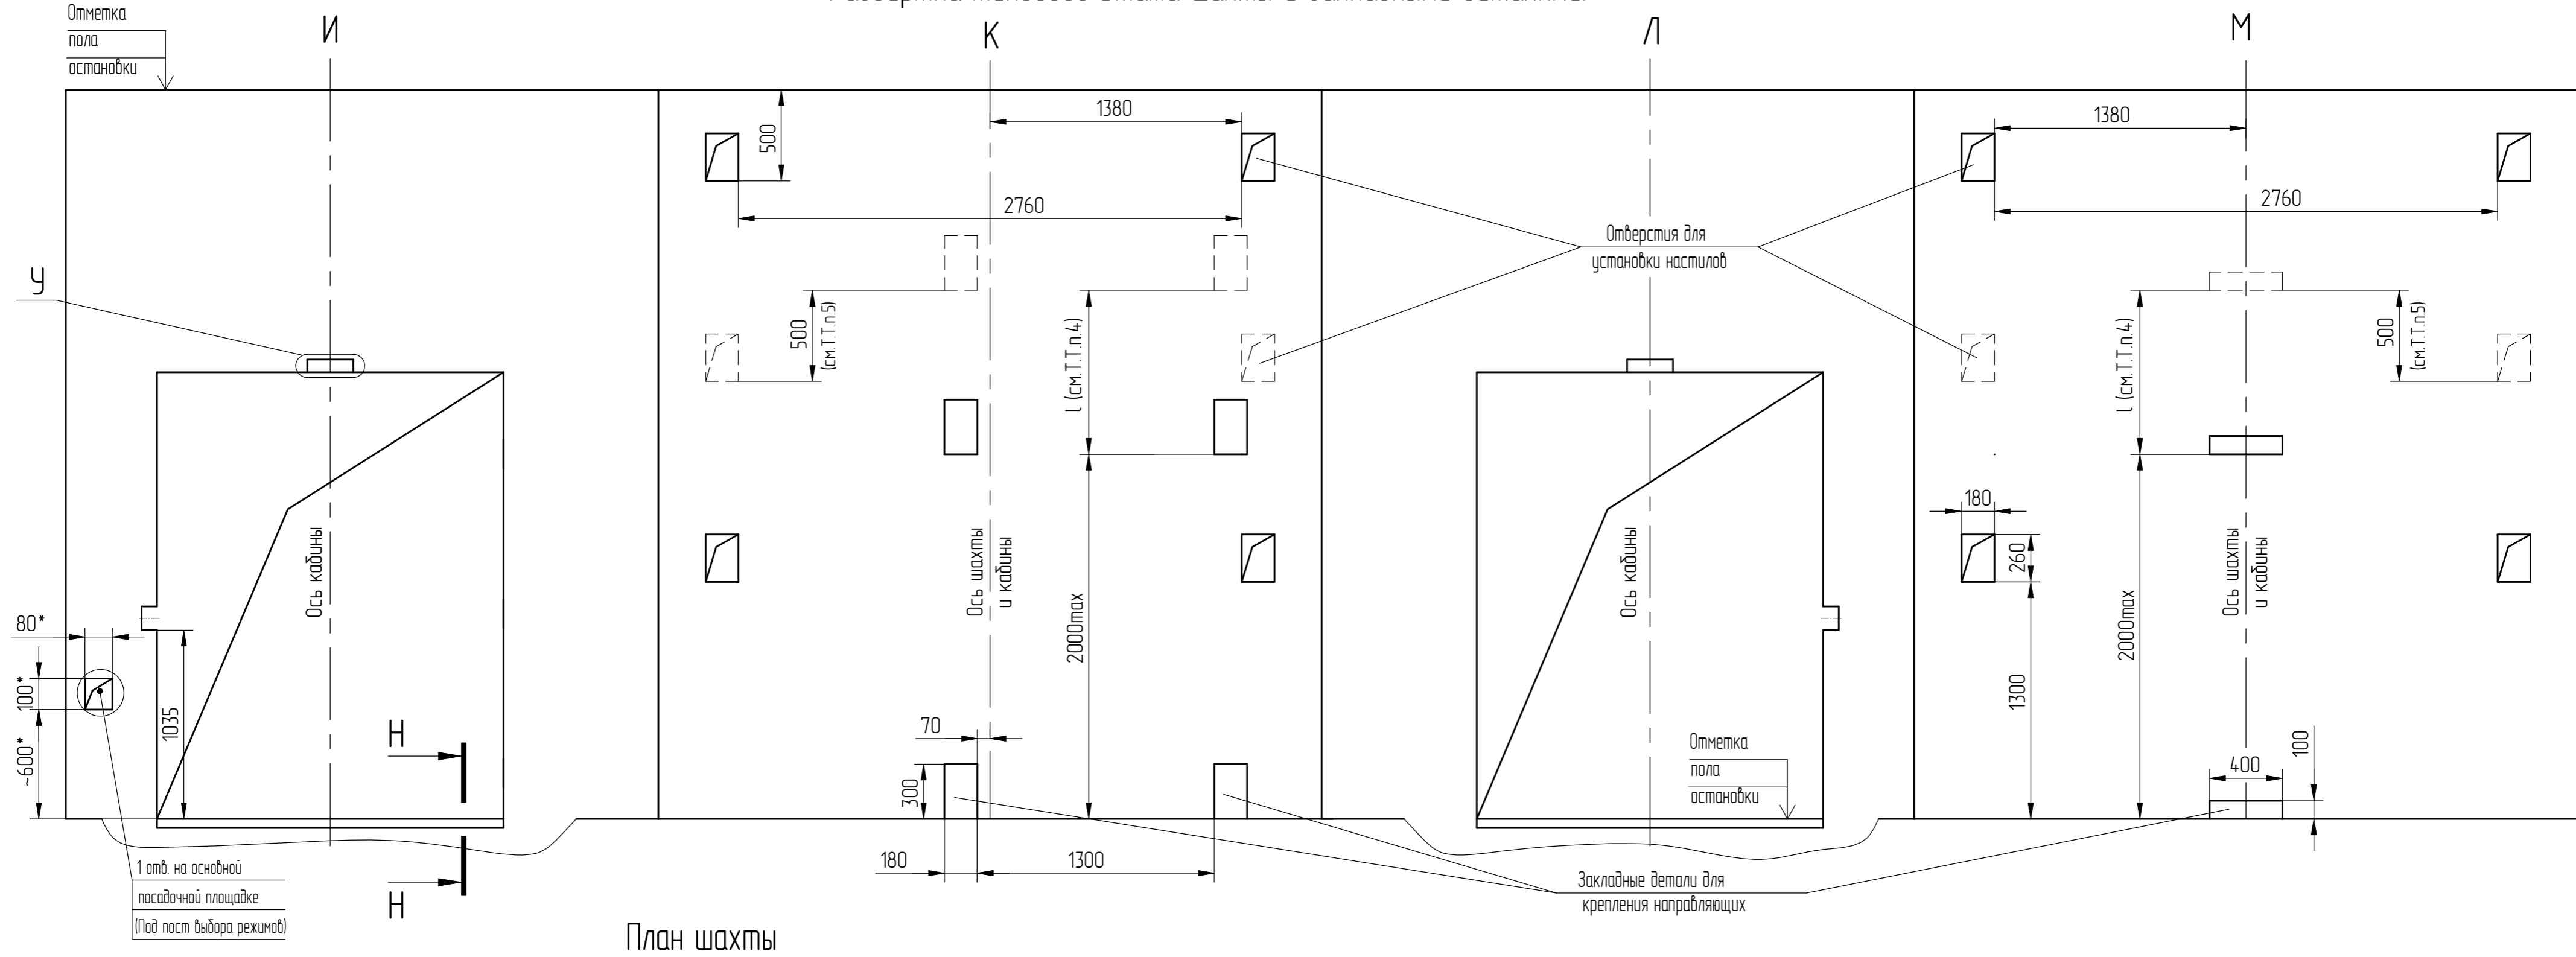 Отметка
пола
остановки
И
К
Л
М
1380
500
2760
1380
2760
Отверстия для
установки настилов
У
500
(см.Т.Т.п.5)
l (см.Т.Т.п.4)
l (см.Т.Т.п.4)
500
(см.Т.Т.п.5)
180
260
Ось кабины
Ось шахты
и кабины
Ось кабины
Ось шахты
и кабины
80*
100*
~600*
1035
Н
Н
70
300
2000max
180
1300
Отметка
пола
остановки
1300
2000max
400
100
1 отв. на основной
посадочной площадке
(Под пост выбора режимов)
Закладные детали для
крепления направляющих
План шахты